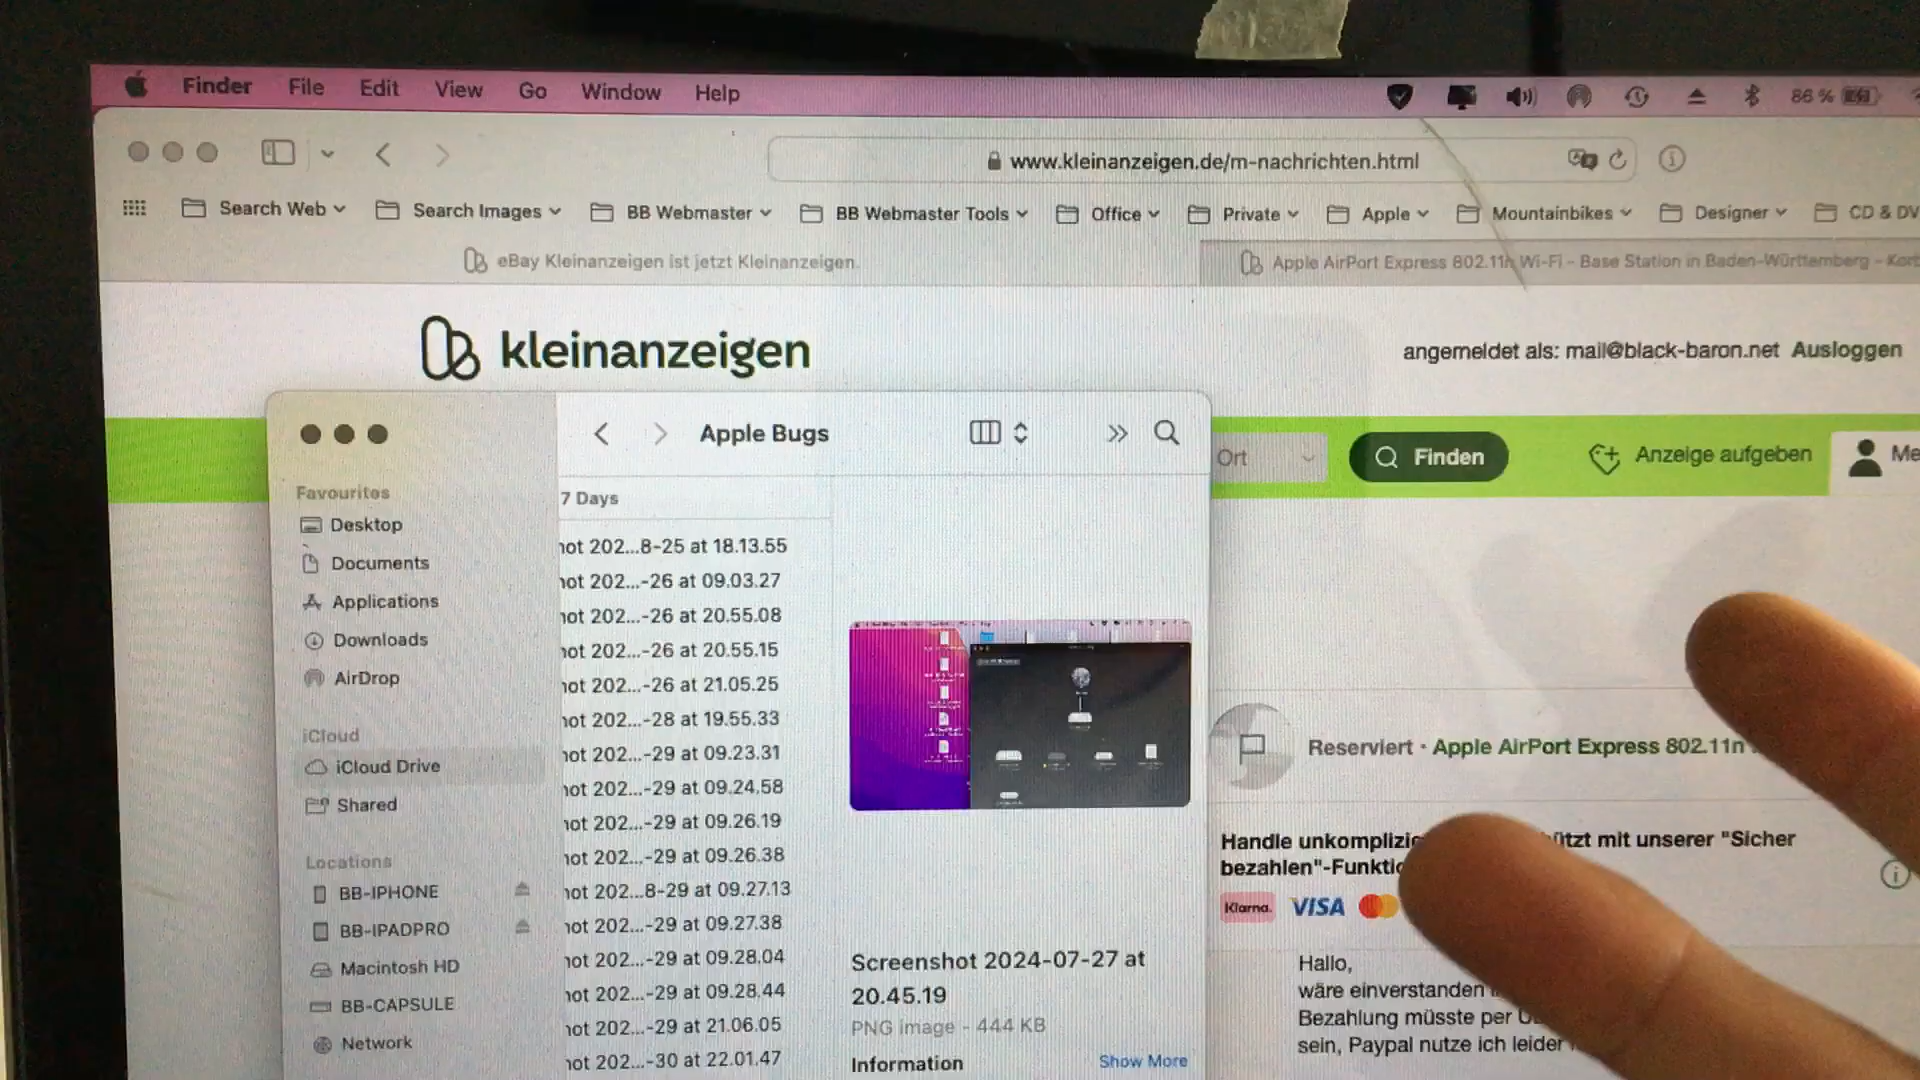 Finder File Edit View Go Window Help 86 %
www.kleinanzeigen.de/m-nachrichten.html
Search Web Search Images BB Webmaster BB Webmaster Tools Office Private Apple Mountainbikes Designer CD & DV
eBay Kleinanzeigen ist jetzt Kleinanzeigen. Apple AirPort Express 802.11n Wi-Fi - Base Station in Baden-Württemberg -
kleinanzeigen
angemeldet als: mail@black-baron.net Ausloggen
Apple Bugs
Ort Finden Anzeige aufgeben Me
Favourites
Desktop
Documents
Applications
Downloads
AirDrop
iCloud
iCloud Drive
Shared
Locations
BB-IPHONE
BB-IPADPRO
Macintosh HD
BB-CAPSULE
Network
7 Days
hot 202...8-25 at 18.13.55
hot 202...-26 at 09.03.27
hot 202...-26 at 20.55.08
hot 202...-26 at 20.55.15
hot 202...-26 at 21.05.25
hot 202...-28 at 19.55.33
hot 202...-29 at 09.23.31
hot 202...-29 at 09.24.58
hot 202...-29 at 09.26.19
hot 202...-29 at 09.26.38
hot 202...8-29 at 09.27.13
hot 202...-29 at 09.27.38
hot 202...-29 at 09.28.04
hot 202...-29 at 09.28.44
hot 202...-29 at 21.06.05
hot 202...-30 at 22.01.47
Screenshot 2024-07-27 at
20.45.19
PNG image - 444 KB
Information Show More
Reserviert · Apple AirPort Express 802.11n
Handle unkomplizie ützt mit unserer "Sicher
bezahlen"-Funktio
Klarna. VISA
Hallo,
wäre einverstanden
Bezahlung müsste per
sein, Paypal nutze ich leider